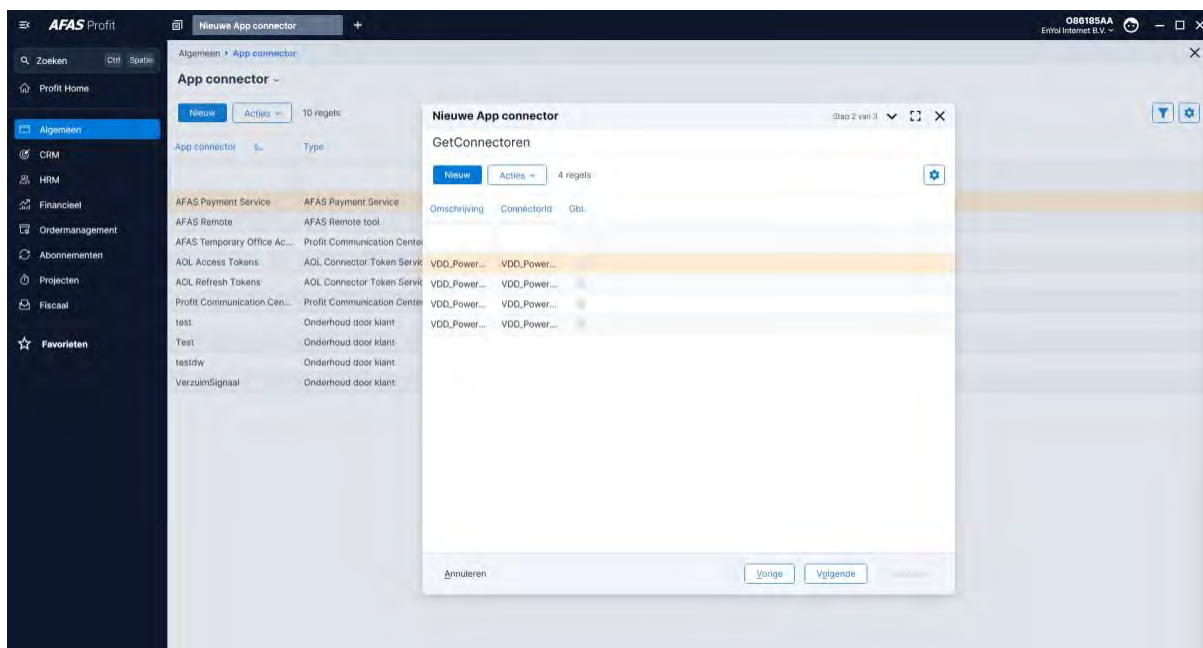 AFAS Profit
Nieuwe App connector
+
086185AA
EnYoi Internet B.V.
Zoeken Ctrl Spatie
Profit Home
Algemeen
CRM
HRM
Financieel
Ordermanagement
Abonnementen
Projecten
Fiscaal
Favorieten
Algemeen App connector
App connector
Nieuw Acties 10 regels
App connector Type
AFAS Payment Service AFAS Payment Service
AFAS Remote AFAS Remote tool
AFAS Temporary Office Ac... Profit Communication Center
AOL Access Tokens AOL Connector Token Servic
AOL Refresh Tokens AOL Connector Token Servic
Profit Communication Cen... Profit Communication Center
test Onderhoud door klant
Test Onderhoud door klant
testdw Onderhoud door klant
VerzuimSignaal Onderhoud door klant
Nieuwe App connector Stap 2 van 3
GetConnectoren
Nieuw Acties 4 regels
Omschrijving ConnectorId Gbl.
VDD_Power... VDD_Power...
VDD_Power... VDD_Power...
VDD_Power... VDD_Power...
VDD_Power... VDD_Power...
Annuleren Vorige Volgende